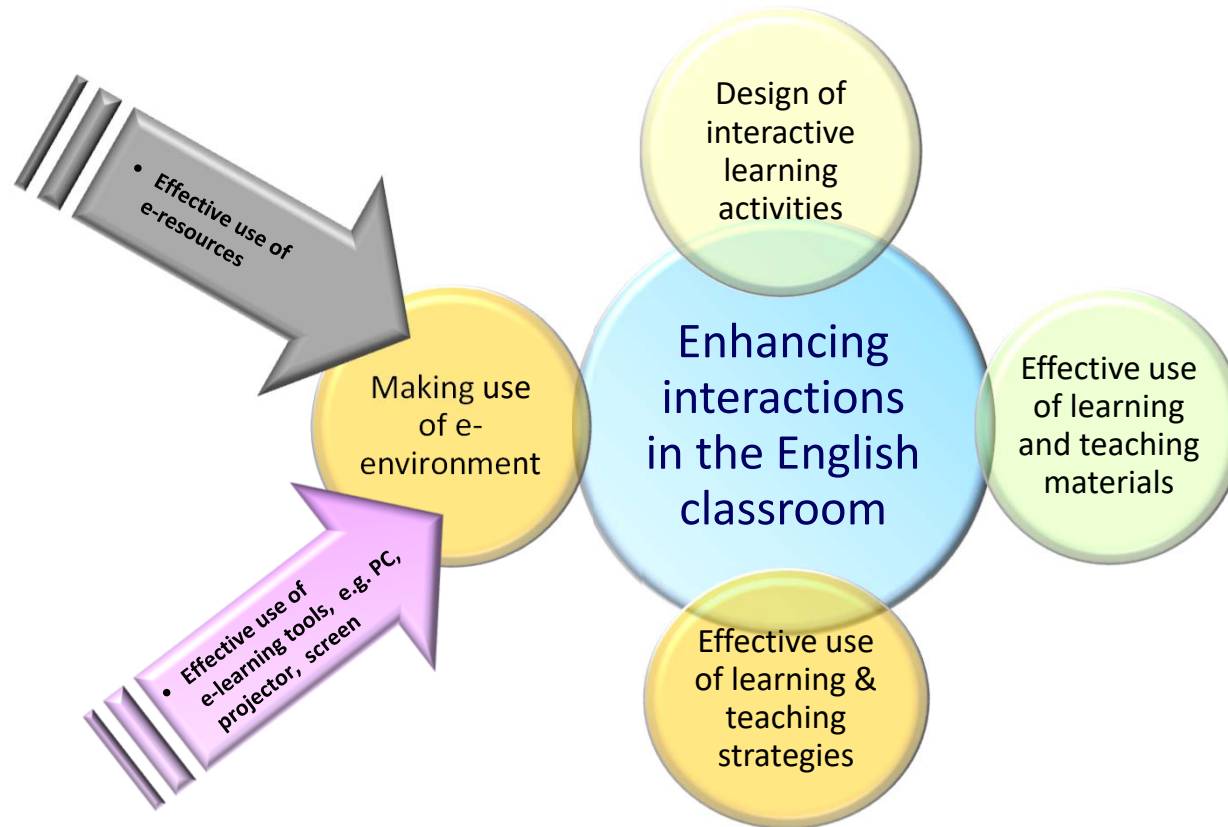 Design of
interactive
learning
activities
• Effective use of
e-resources
Enhancing
interactions
in the English
classroom
Making use
of e-
environment
Effective use
of learning
and teaching
materials
• Effective use of
e-learning tools, e.g. PC,
projector, screen
Effective use
of learning &
teaching
strategies